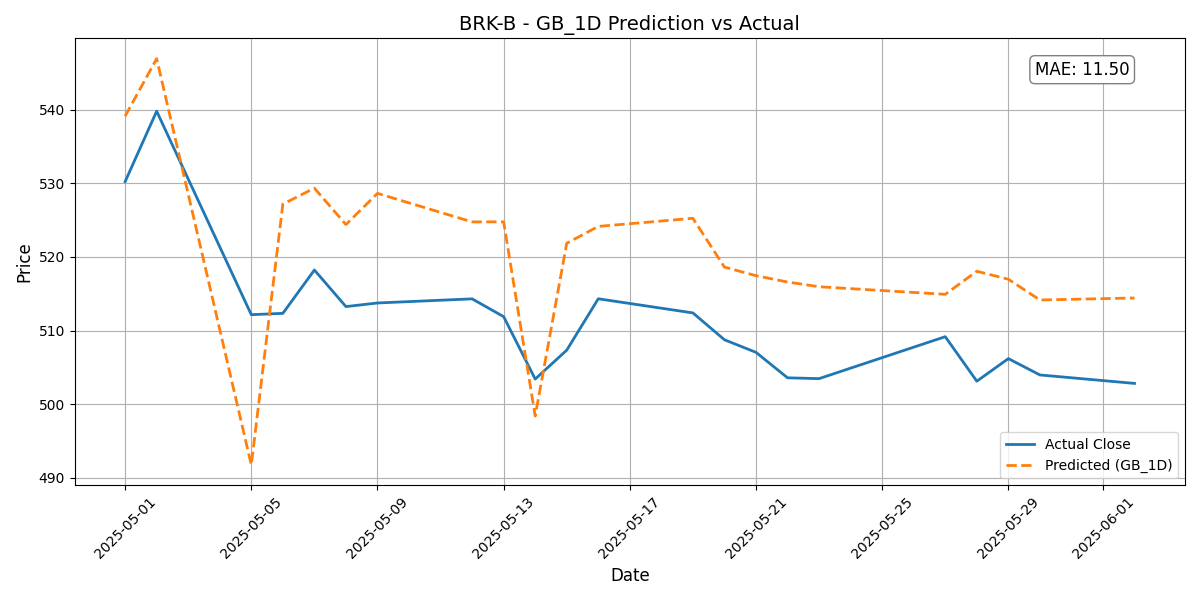 BRK-B - GB_1D Prediction vs Actual
MAE: 11.50
Price
540
530
520
510
500
490
Actual Close
Predicted (GB_1D)
2025-05-01
2025-05-05
2025-05-09
2025-05-13
2025-05-17
2025-05-21
2025-05-25
2025-05-29
2025-06-01
Date